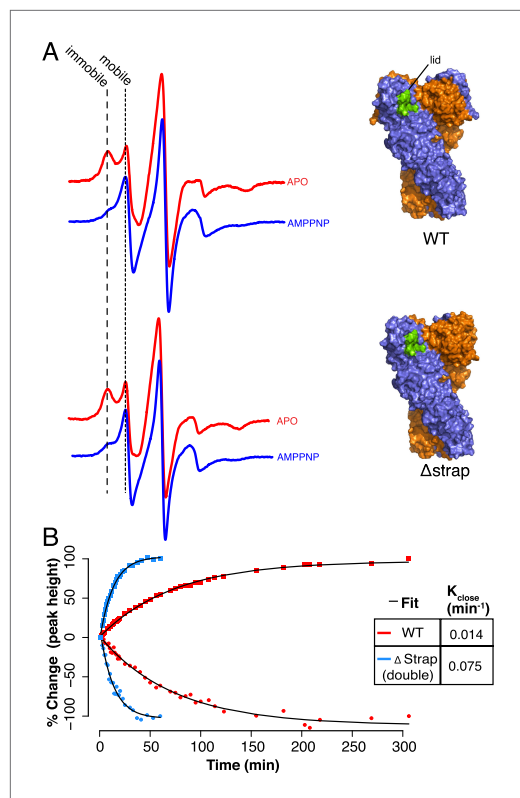 A
immobile
mobile
lid
APO
AMPPNP
WT
APO
AMPPNP
Δstrap
B
% Change (peak height)
100
50
0
−50
−100
0
50
100
150
200
250
300
Time (min)
– Fit
K close
(min-1)
WT
0.014
Δ Strap
(double)
0.075